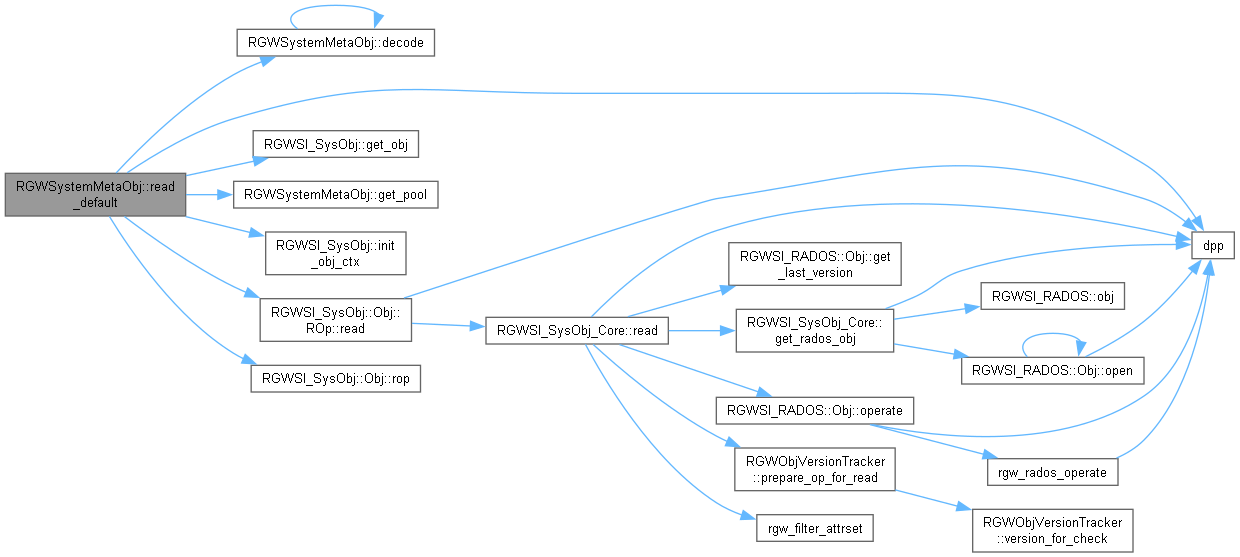 RGWSystemMetaObj::decode
RGWSI_SysObj::get_obj
RGWSystemMetaObj::read
_default
RGWSystemMetaObj::get_pool
RGWSI_SysObj::init
_obj_ctx
RGWSI_SysObj::Obj::
ROp::read
RGWSI_SysObj::Obj::rop
RGWSI_SysObj_Core::read
RGWSI_RADOS::Obj::get
_last_version
RGWSI_SysObj_Core::
get_rados_obj
RGWSI_RADOS::Obj::operate
RGWObjVersionTracker
::prepare_op_for_read
rgw_filter_attrset
dpp
RGWSI_RADOS::obj
RGWSI_RADOS::Obj::open
rgw_rados_operate
RGWObjVersionTracker
::version_for_check